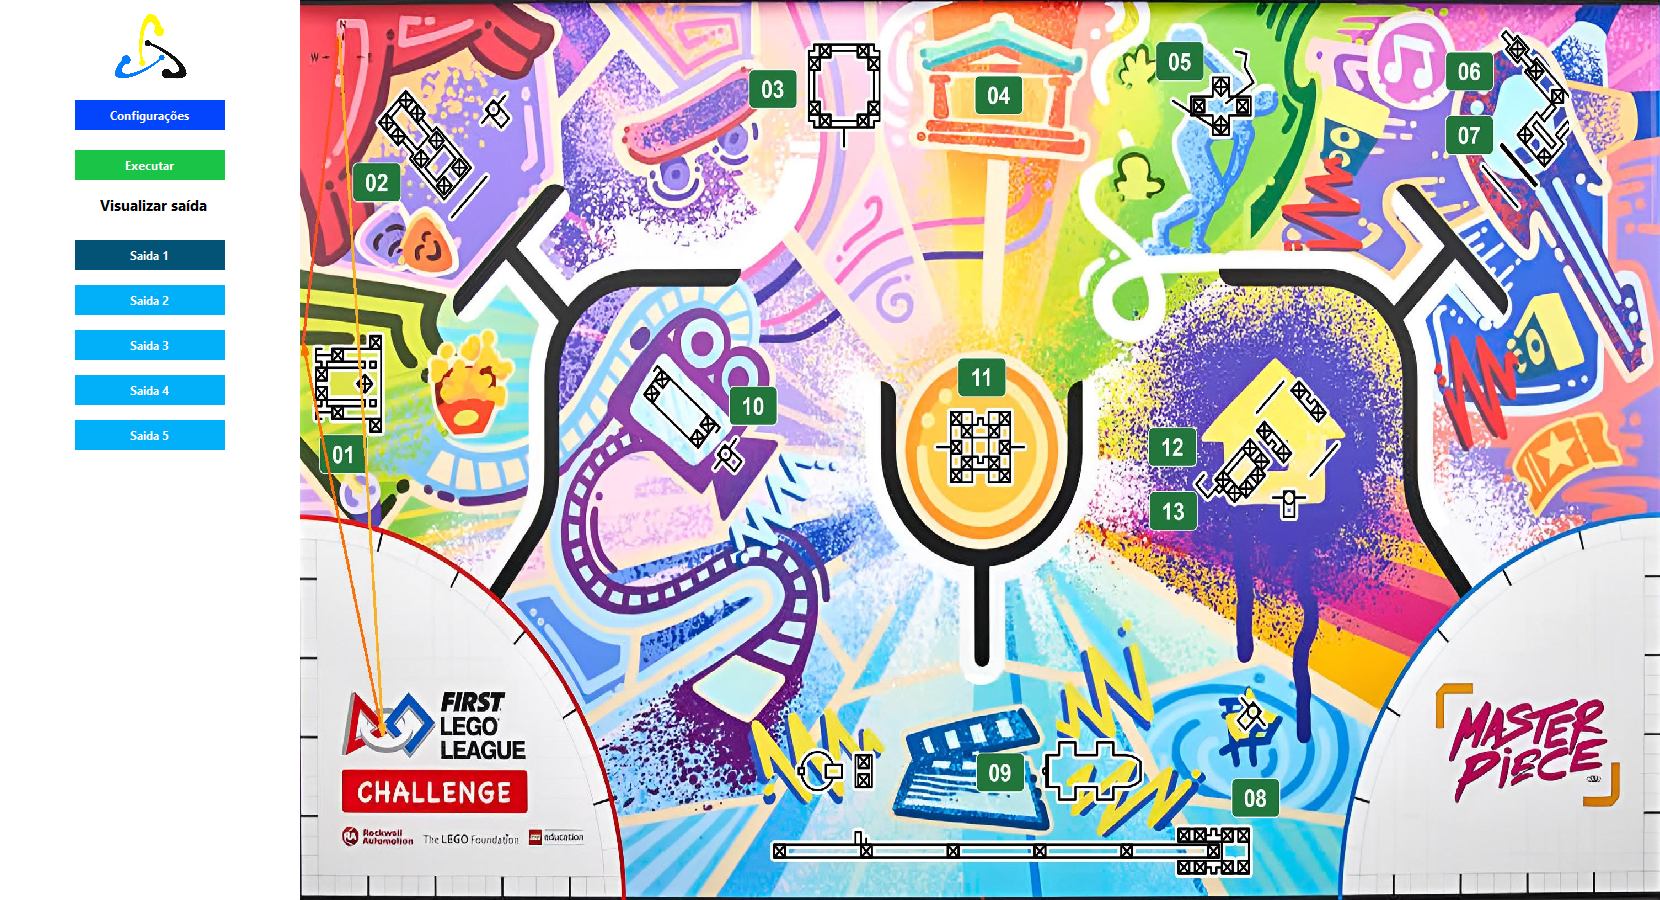 Configurações
Executar
Visualizar saída
Saida 1
Saida 2
Saida 3
Saida 4
Saida 5
N
W
E
S
01
02
03
04
05
06
07
08
09
10
11
12
13
FIRST
LEGO
LEAGUE
CHALLENGE
Rockwell
Automation
The LEGO Foundation
education
MASTER
PIECE